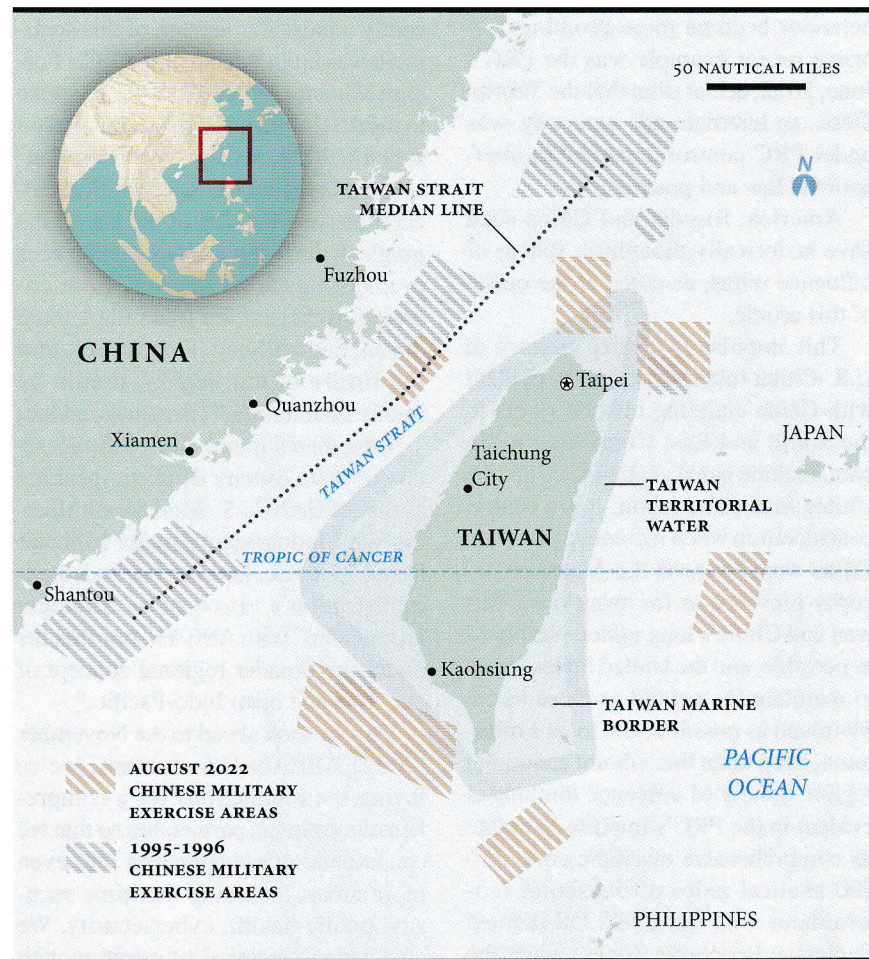 50 NAUTICAL MILES
N
TAIWAN STRAIT
MEDIAN LINE
Fuzhou
CHINA
Quanzhou
Xiamen
TAIWAN STRAIT
Taipei
Taichung
City
JAPAN
TAIWAN
TERRITORIAL
WATER
TAIWAN
TROPIC OF CANCER
Shantou
Kaohsiung
TAIWAN MARINE
BORDER
PACIFIC
OCEAN
AUGUST 2022
CHINESE MILITARY
EXERCISE AREAS
1995-1996
CHINESE MILITARY
EXERCISE AREAS
PHILIPPINES